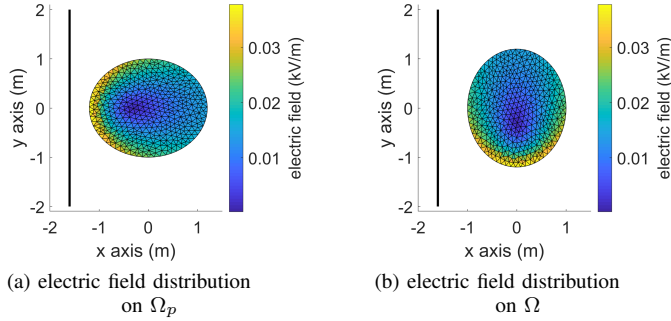 2
1
0
-1
-2
y axis (m)
-2 -1 0 1
x axis (m)
0.03
0.02
0.01
electric field (kV/m)
(a) electric field distribution
on Ωp
2
1
0
-1
-2
y axis (m)
-2 -1 0 1
x axis (m)
0.03
0.02
0.01
electric field (kV/m)
(b) electric field distribution
on Ω